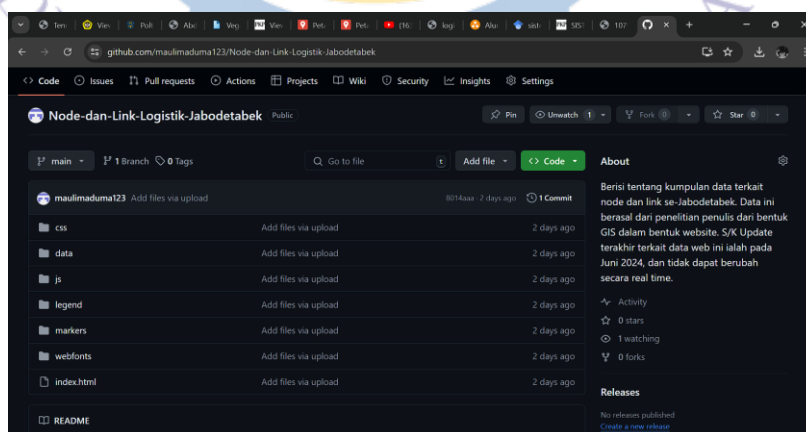 Ten
View
Polt
Abo
Veg
PKP View
Peta
Peta
(16)
logi
Aku
sist
PKP SIS
107
github.com/maulimaduma123/Node-dan-Link-Logistik-Jabodetabek
Code Issues Pull requests Actions Projects Wiki Security Insights Settings
Node-dan-Link-Logistik-Jabodetabek Public Pin Unwatch 1 Fork 0 Star 0
main 1 Branch 0 Tags Go to file t Add file Code
maulimaduma123 Add files via upload 8014aaa · 2 days ago 1 Commit
css Add files via upload 2 days ago
data Add files via upload 2 days ago
js Add files via upload 2 days ago
legend Add files via upload 2 days ago
markers Add files via upload 2 days ago
webfonts Add files via upload 2 days ago
index.html Add files via upload 2 days ago
README
About
Berisi tentang kumpulan data terkait
node dan link se-Jabodetabek. Data ini
berasal dari penelitian penulis dari bentuk
GIS dalam bentuk website. S/K Update
terakhir terkait data web ini ialah pada
Juni 2024, dan tidak dapat berubah
secara real time.
Activity
0 stars
1 watching
0 forks
Releases
No releases published
Create a new release